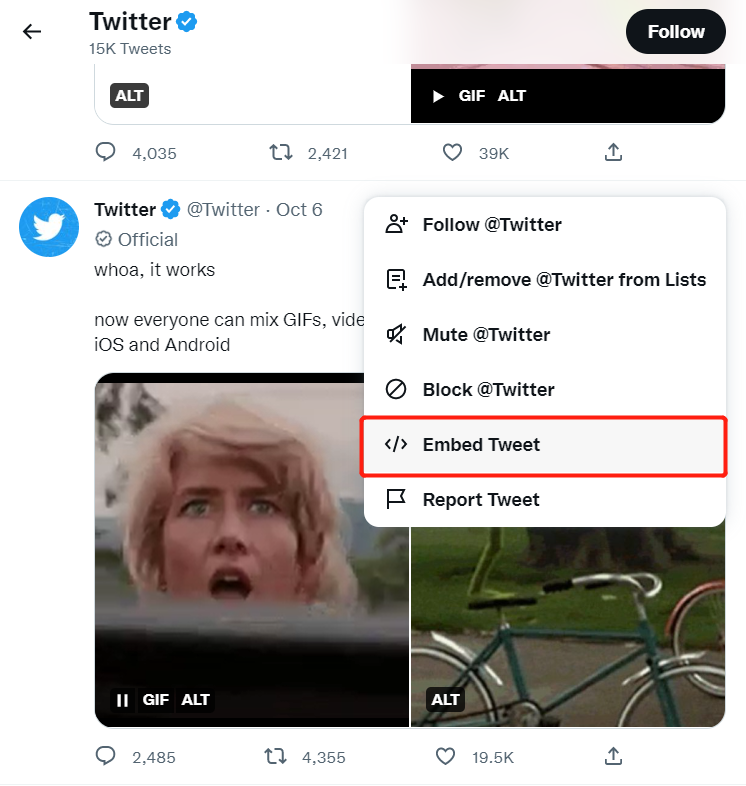 Twitter
15K Tweets
Follow
ALT
GIF ALT
4,035
2,421
39K
Twitter @Twitter · Oct 6
Official
whoa, it works
now everyone can mix GIFs,
iOS and Android
Follow @Twitter
Add/remove @Twitter from Lists
Mute @Twitter
Block @Twitter
</> Embed Tweet
Report Tweet
GIF ALT
ALT
2,485
4,355
19.5K